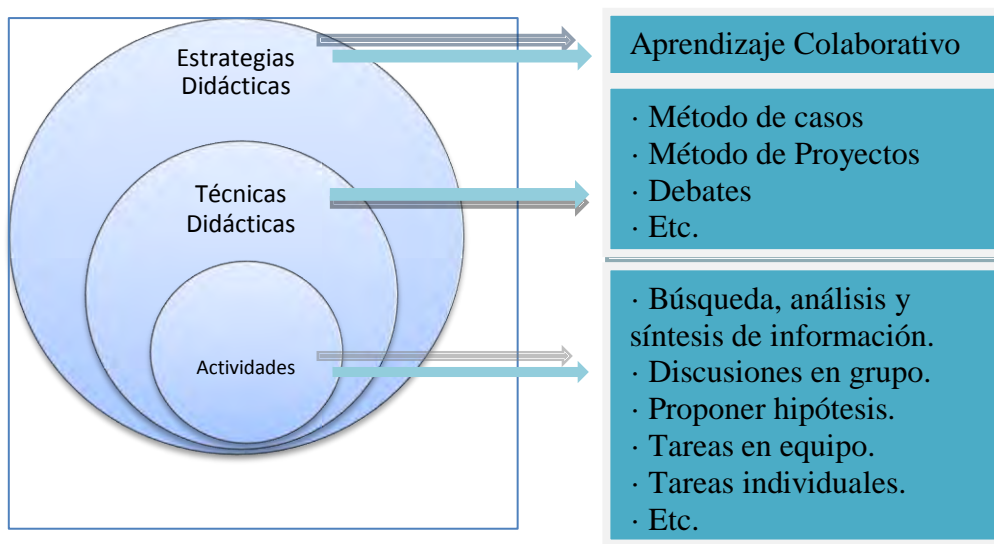 Estrategias
Didácticas
Aprendizaje Colaborativo
Técnicas
Didácticas
· Método de casos
· Método de Proyectos
· Debates
· Etc.
Actividades
· Búsqueda, análisis y
síntesis de información.
· Discusiones en grupo.
· Proponer hipótesis.
· Tareas en equipo.
· Tareas individuales.
· Etc.